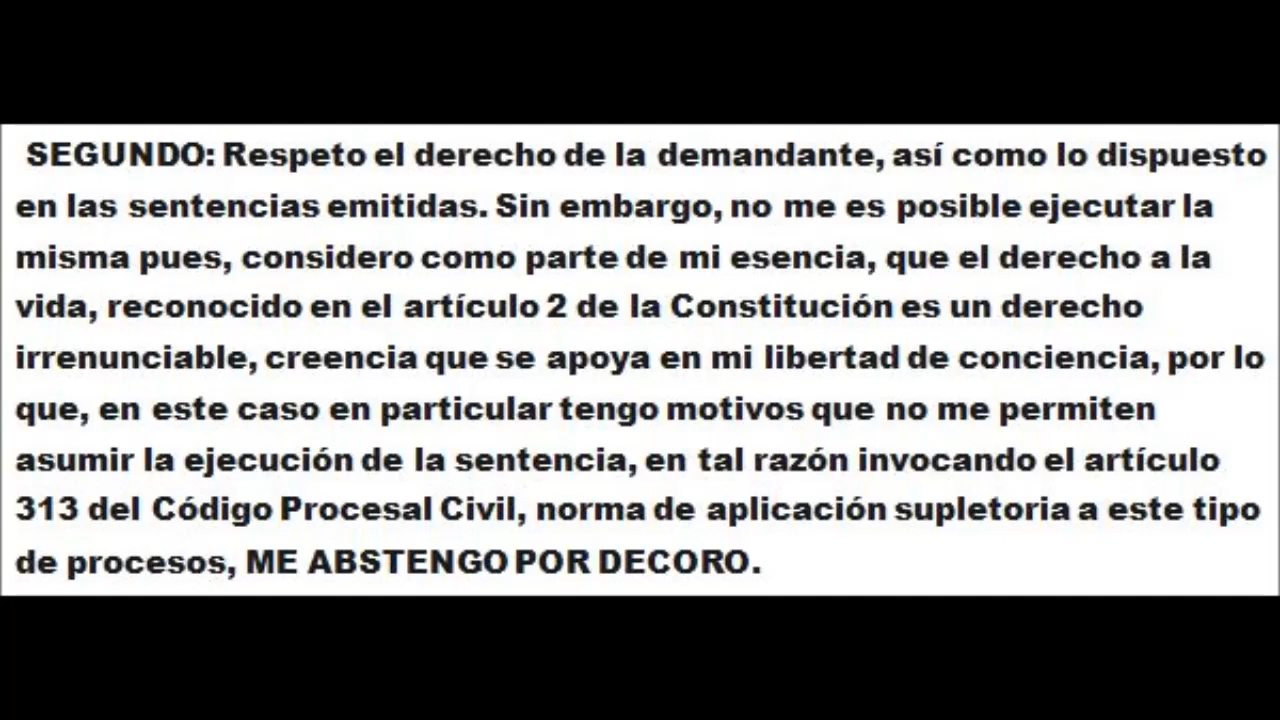 SEGUNDO: Respeto el derecho de la demandante, así como lo dispuesto
en las sentencias emitidas. Sin embargo, no me es posible ejecutar la
misma pues, considero como parte de mi esencia, que el derecho a la
vida, reconocido en el artículo 2 de la Constitución es un derecho
irrenunciable, creencia que se apoya en mi libertad de conciencia, por lo
que, en este caso en particular tengo motivos que no me permiten
asumir la ejecución de la sentencia, en tal razón invocando el artículo
313 del Código Procesal Civil, norma de aplicación supletoria a este tipo
de procesos, ME ABSTENGO POR DECORO.